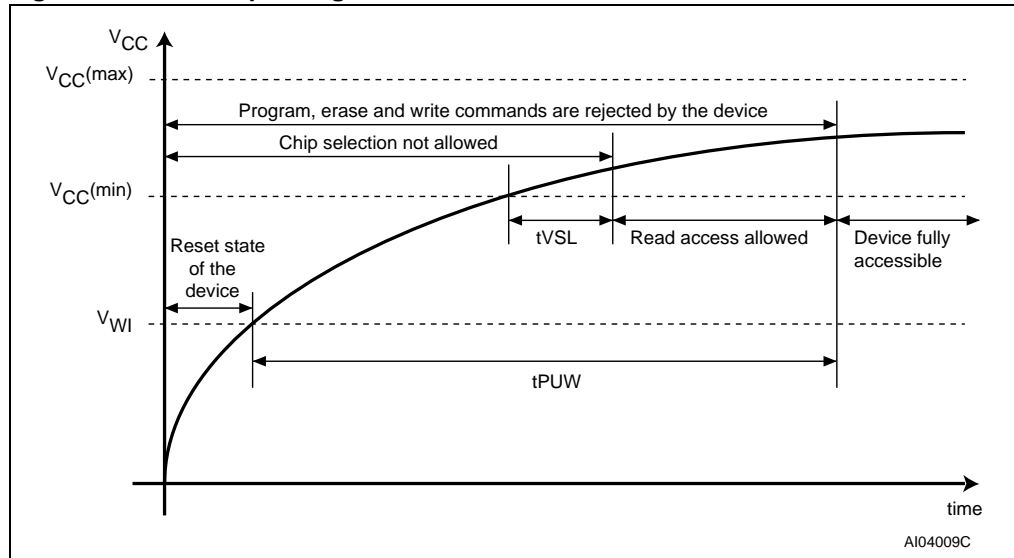 VCC
VCC(max)
Program, erase and write commands are rejected by the device
Chip selection not allowed
VCC(min)
tVSL
Read access allowed
Device fully
accessible
Reset state
of the
device
VWI
tPUW
time
AI04009C